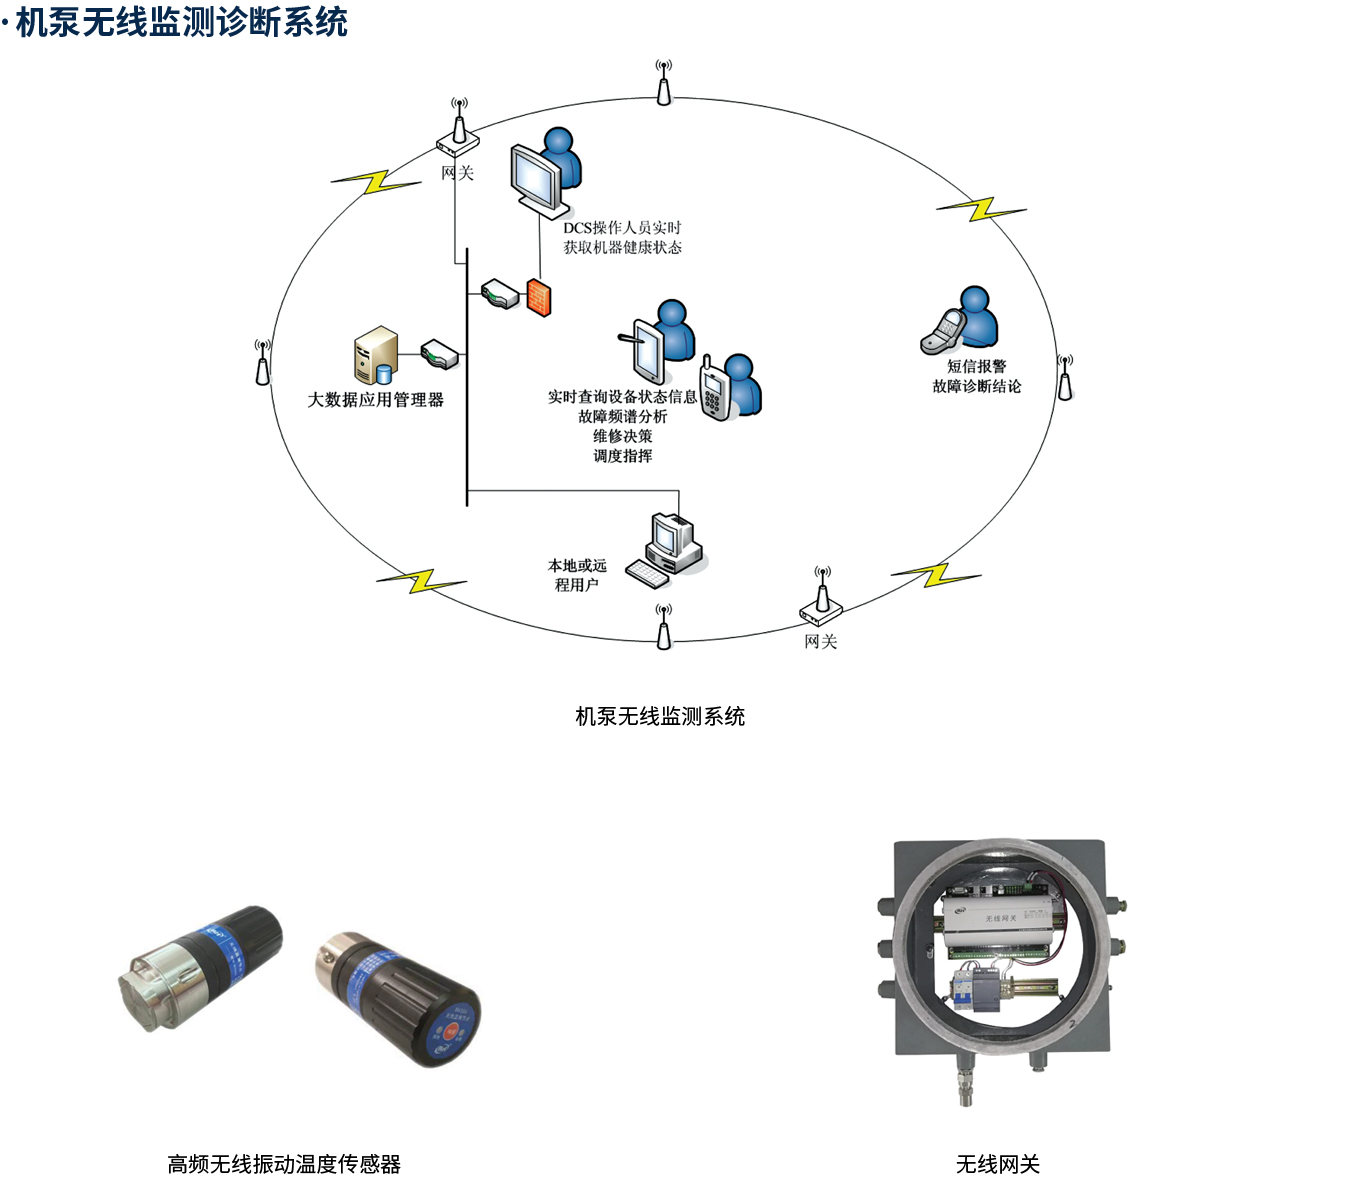 ·机泵无线监测诊断系统
网关
DCS操作人员实时
获取机器健康状态
大数据应用管理器
实时查询设备状态信息
故障频谱分析
维修决策
调度指挥
短信报警
故障诊断结论
本地或远
程用户
网关
机泵无线监测系统
无线网关
2
高频无线振动温度传感器
无线网关